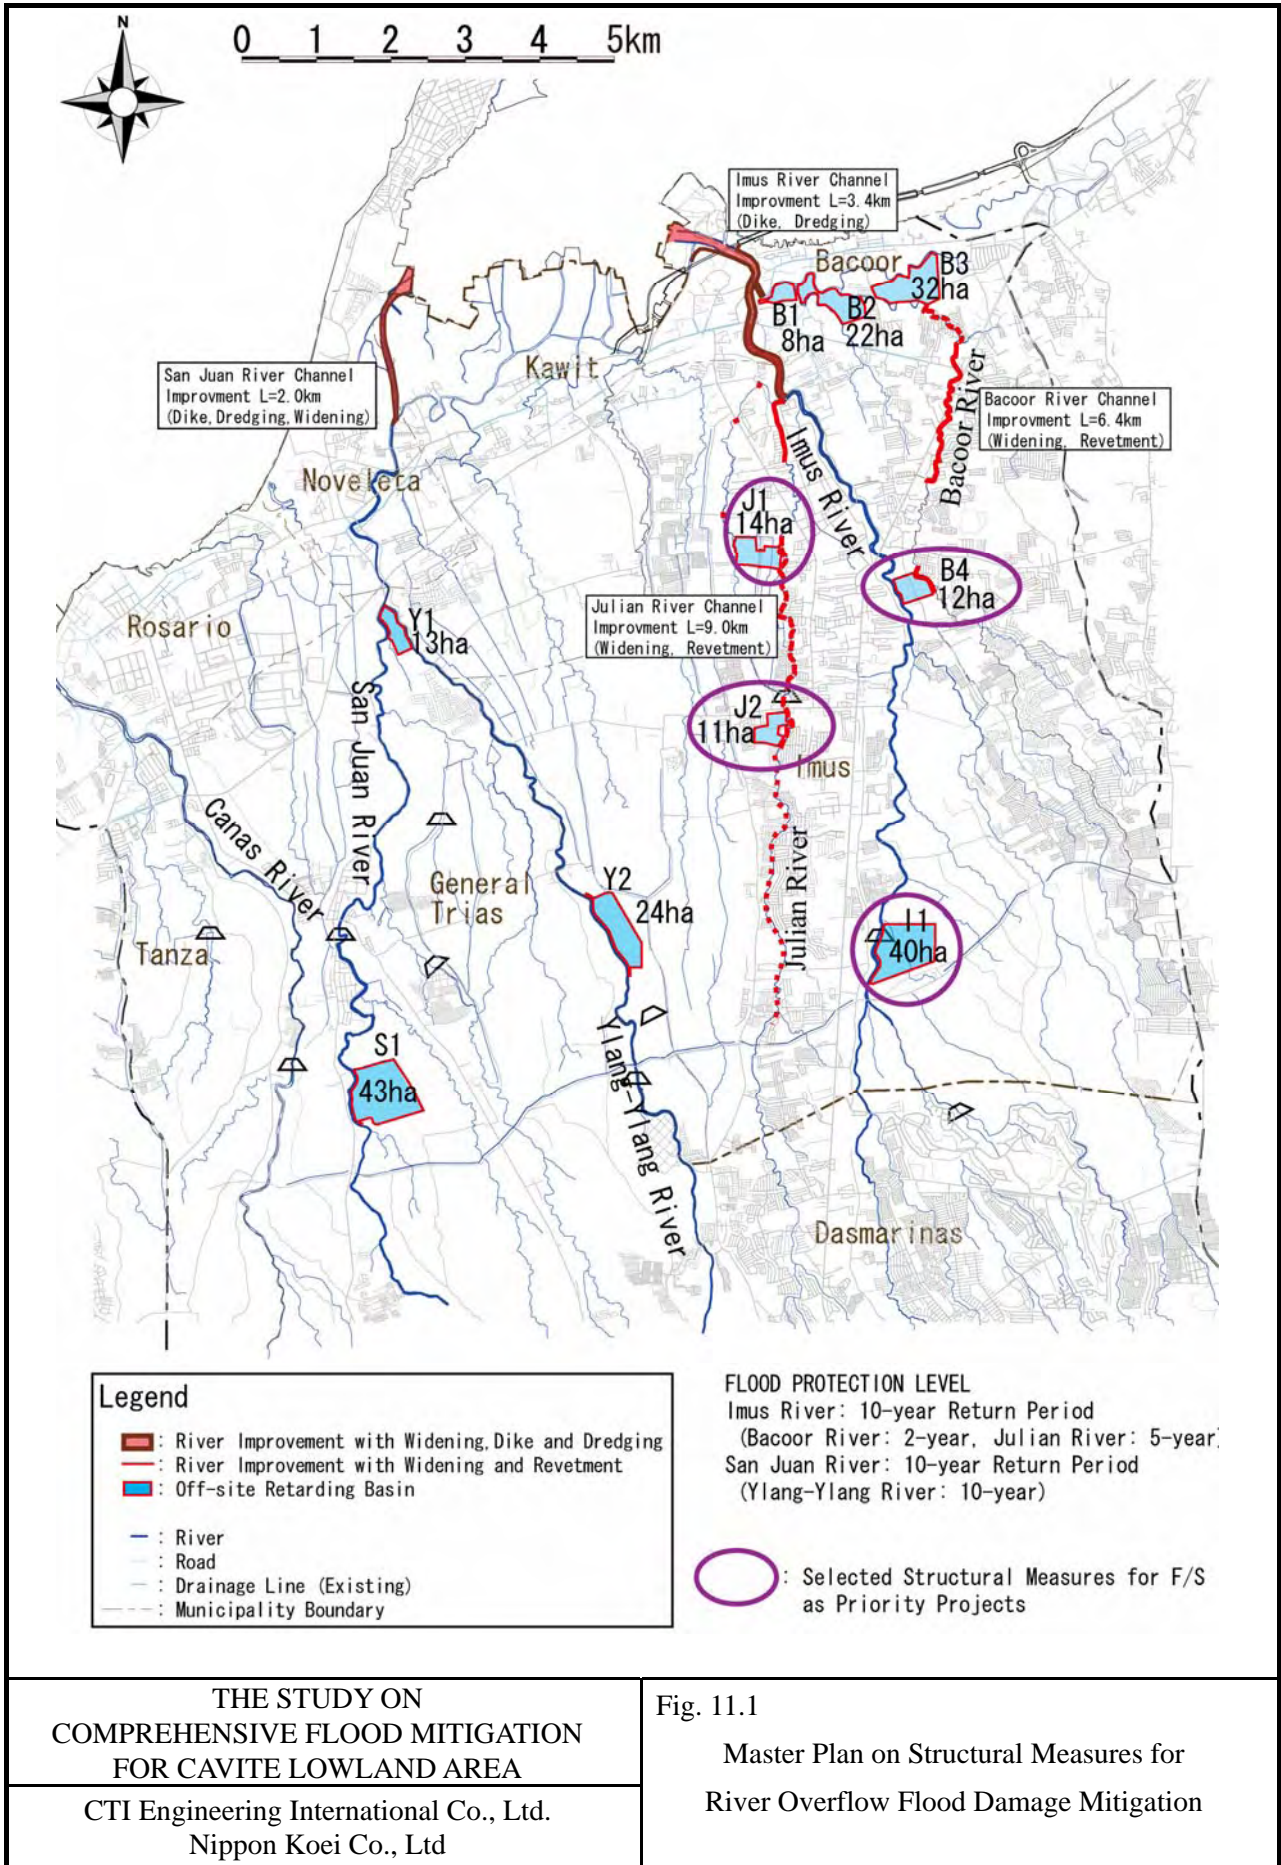 N
0 1 2 3 4 5km
Imus River Channel
Improvment L=3.4km
(Dike, Dredging)
Bacoor
B3
32ha
B1
8ha
B2
22ha
San Juan River Channel
Improvment L=2.0km
(Dike,Dredging,Widening)
Kawit
Bacoor River
Bacoor River Channel
Improvment L=6.4km
(Widening, Revetment)
Imus River
Noveleta
J1
14ha
B4
12ha
Julian River Channel
Improvment L=9.0km
(Widening, Revetment)
Rosario
Y1
13ha
San Juan River
J2
11ha
Imus
Canas River
General
Trias
Y2
24ha
Julian River
I1
40ha
Tanza
S1
43ha
Ylang-Ylang River
Dasmarinas
Legend
: River Improvement with Widening,Dike and Dredging
: River Improvement with Widening and Revetment
: Off-site Retarding Basin
: River
: Road
: Drainage Line (Existing)
: Municipality Boundary
FLOOD PROTECTION LEVEL
Imus River: 10-year Return Period
(Bacoor River: 2-year, Julian River: 5-year)
San Juan River: 10-year Return Period
(Ylang-Ylang River: 10-year)
: Selected Structural Measures for F/S
as Priority Projects
THE STUDY ON
COMPREHENSIVE FLOOD MITIGATION
FOR CAVITE LOWLAND AREA
CTI Engineering International Co., Ltd.
Nippon Koei Co., Ltd
Fig. 11.1
Master Plan on Structural Measures for
River Overflow Flood Damage Mitigation